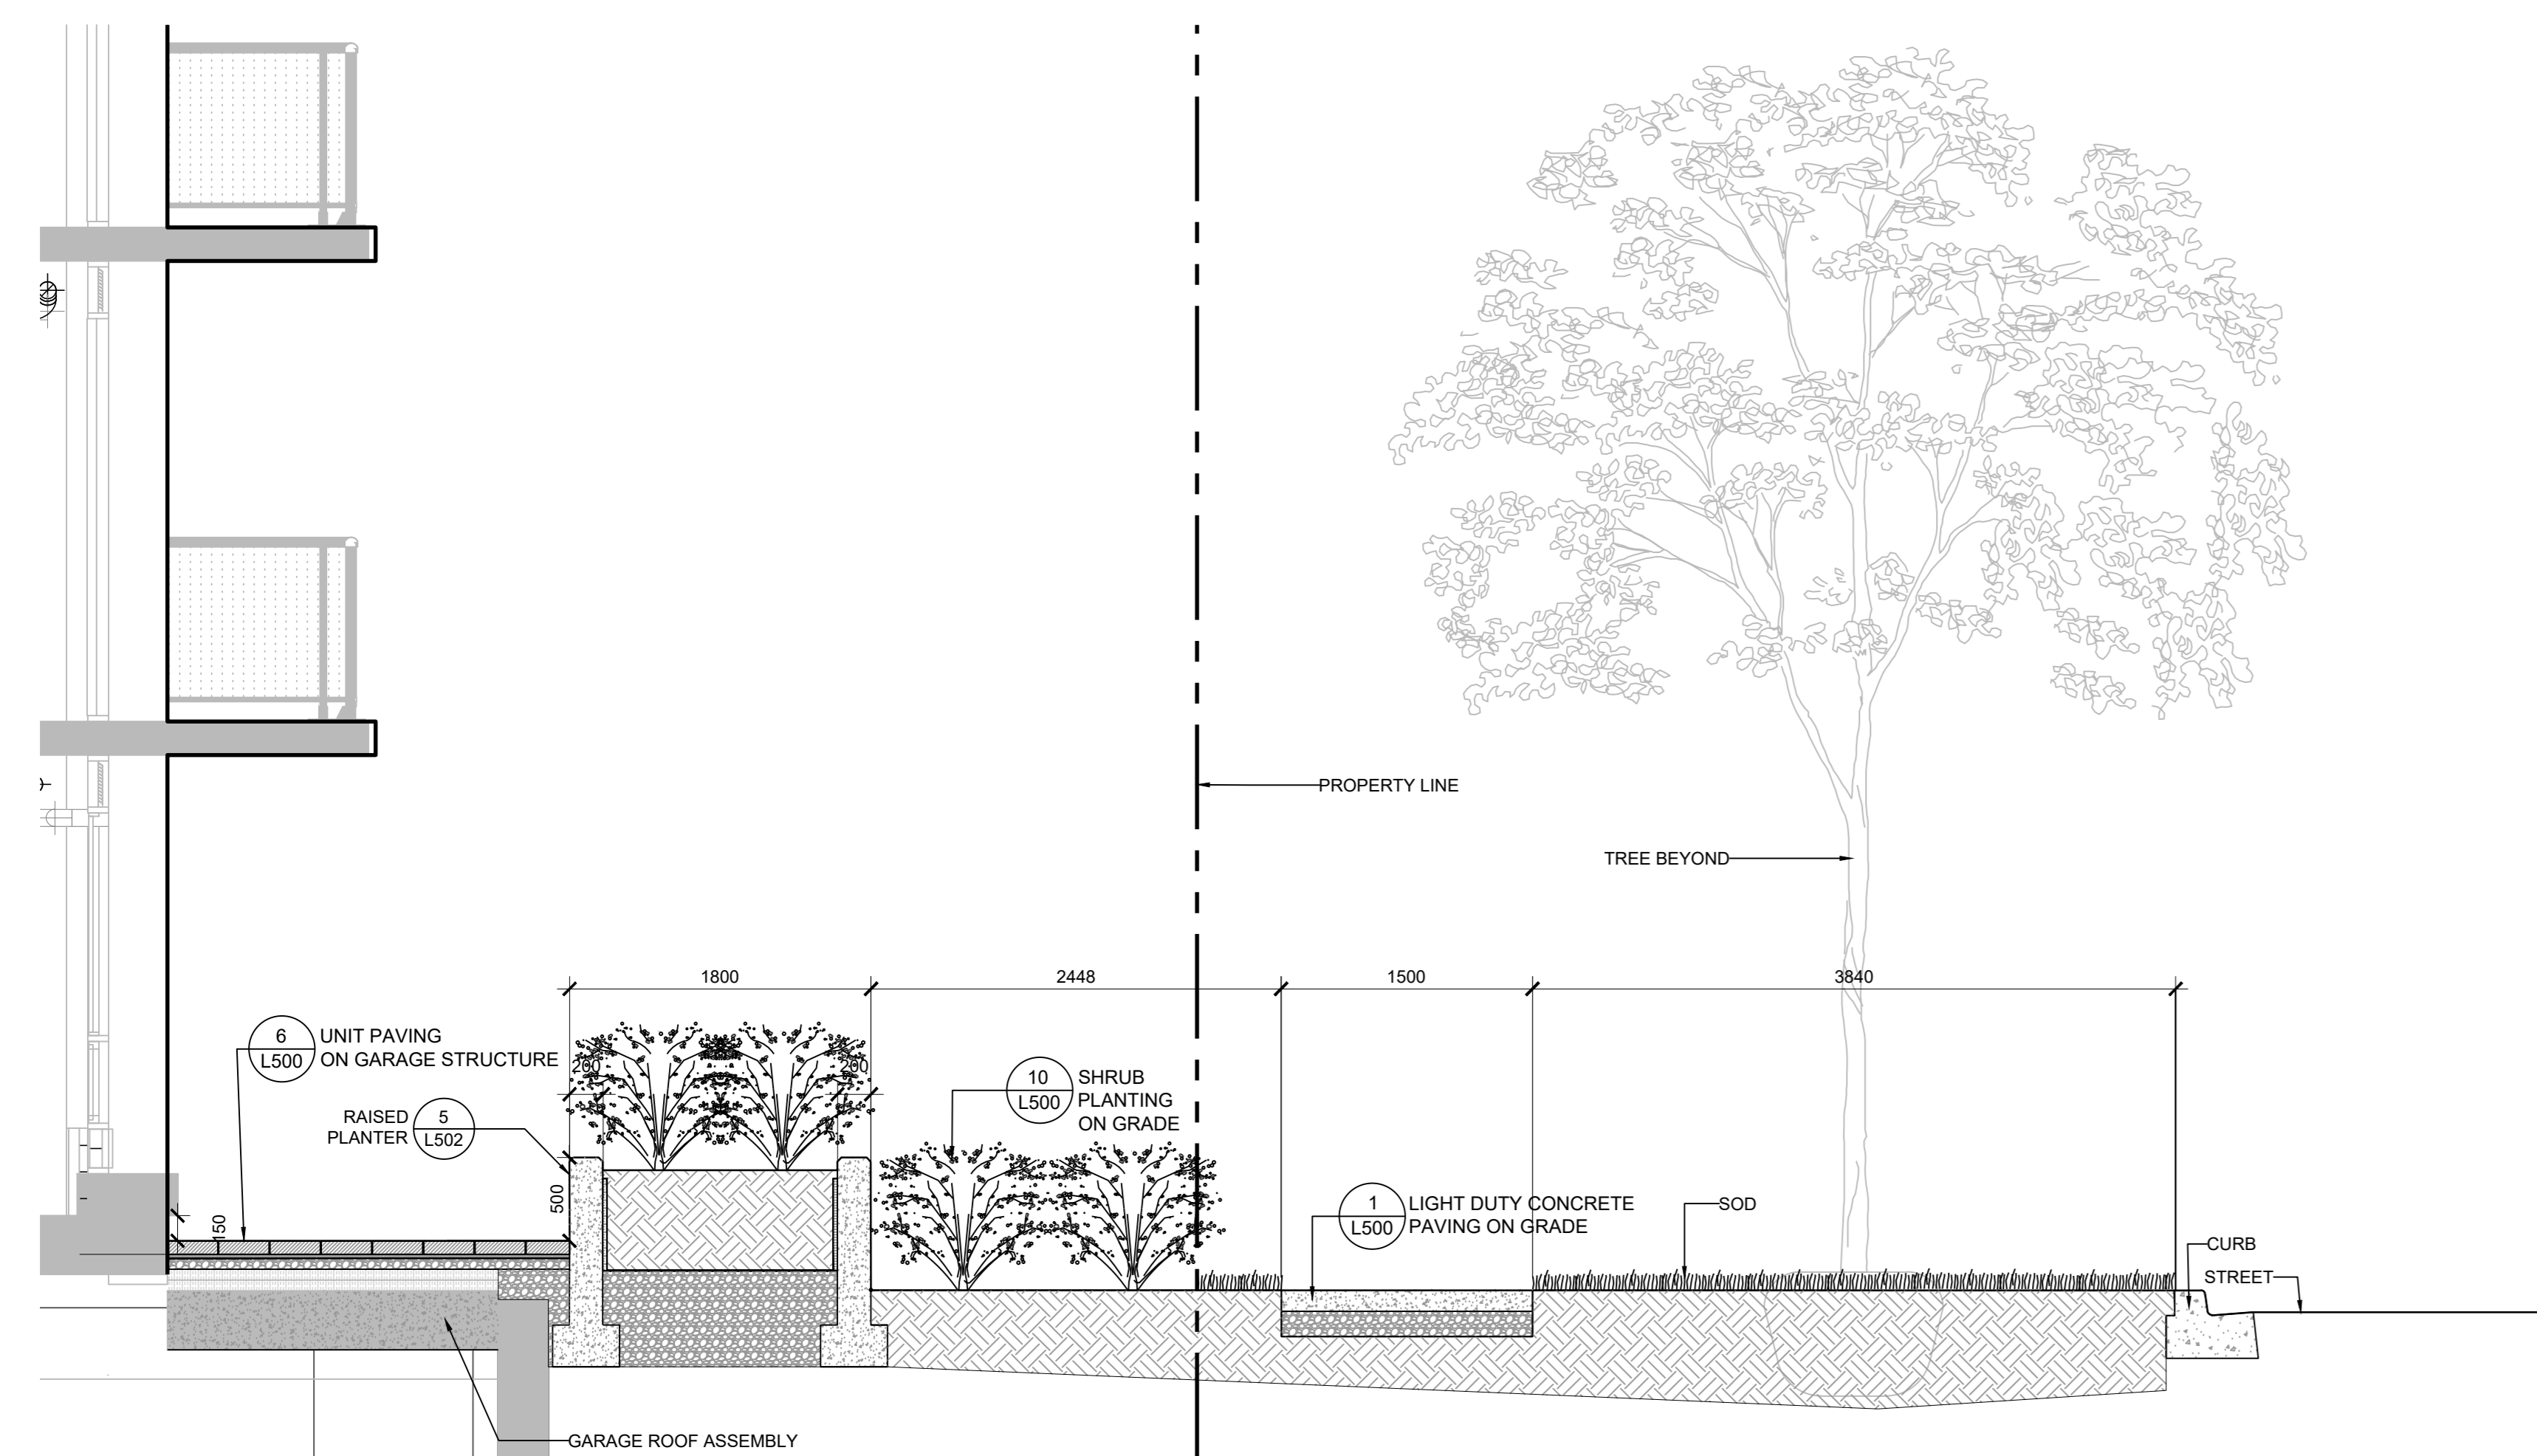 PROPERTY LINE
TREE BEYOND
1800
2448
1500
3840
6
L500
UNIT PAVING
ON GARAGE STRUCTURE
200
200
10
L500
SHRUB
PLANTING
ON GRADE
RAISED
PLANTER
5
L502
500
150
1
L500
LIGHT DUTY CONCRETE
PAVING ON GRADE
SOD
CURB
STREET
GARAGE ROOF ASSEMBLY